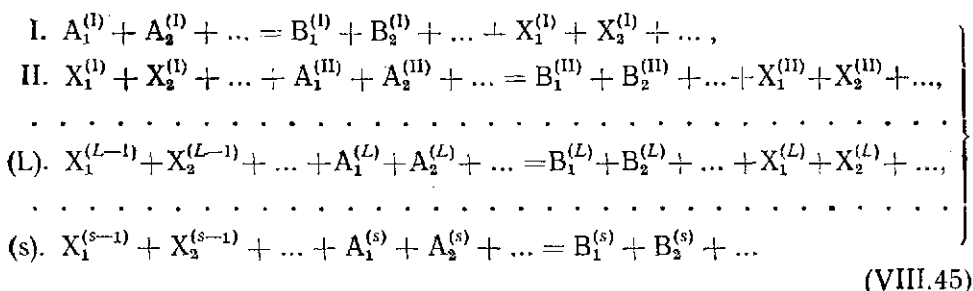 I. A₁⁽ᴵ⁾ + A₂⁽ᴵ⁾ + ... = B₁⁽ᴵ⁾ + B₂⁽ᴵ⁾ + ... + X₁⁽ᴵ⁾ + X₂⁽ᴵ⁾ + ... ,
II. X₁⁽ᴵ⁾ + X₂⁽ᴵ⁾ + ... + A₁⁽ᴵᴵ⁾ + A₂⁽ᴵᴵ⁾ + ... = B₁⁽ᴵᴵ⁾ + B₂⁽ᴵᴵ⁾ + ... + X₁⁽ᴵᴵ⁾ + X₂⁽ᴵᴵ⁾ + ...,
. . . . . . . . . . . . . . . . . . . . . . . . . . . . . .
(L). X₁⁽ᴸ⁻¹⁾ + X₂⁽ᴸ⁻¹⁾ + ... + A₁⁽ᴸ⁾ + A₂⁽ᴸ⁾ + ... = B₁⁽ᴸ⁾ + B₂⁽ᴸ⁾ + ... + X₁⁽ᴸ⁾ + X₂⁽ᴸ⁾ + ...,
. . . . . . . . . . . . . . . . . . . . . . . . . . . . . .
(s). X₁⁽ˢ⁻¹⁾ + X₂⁽ˢ⁻¹⁾ + ... + A₁⁽ˢ⁾ + A₂⁽ˢ⁾ + ... = B₁⁽ˢ⁾ + B₂⁽ˢ⁾ + ...
(VIII.45)